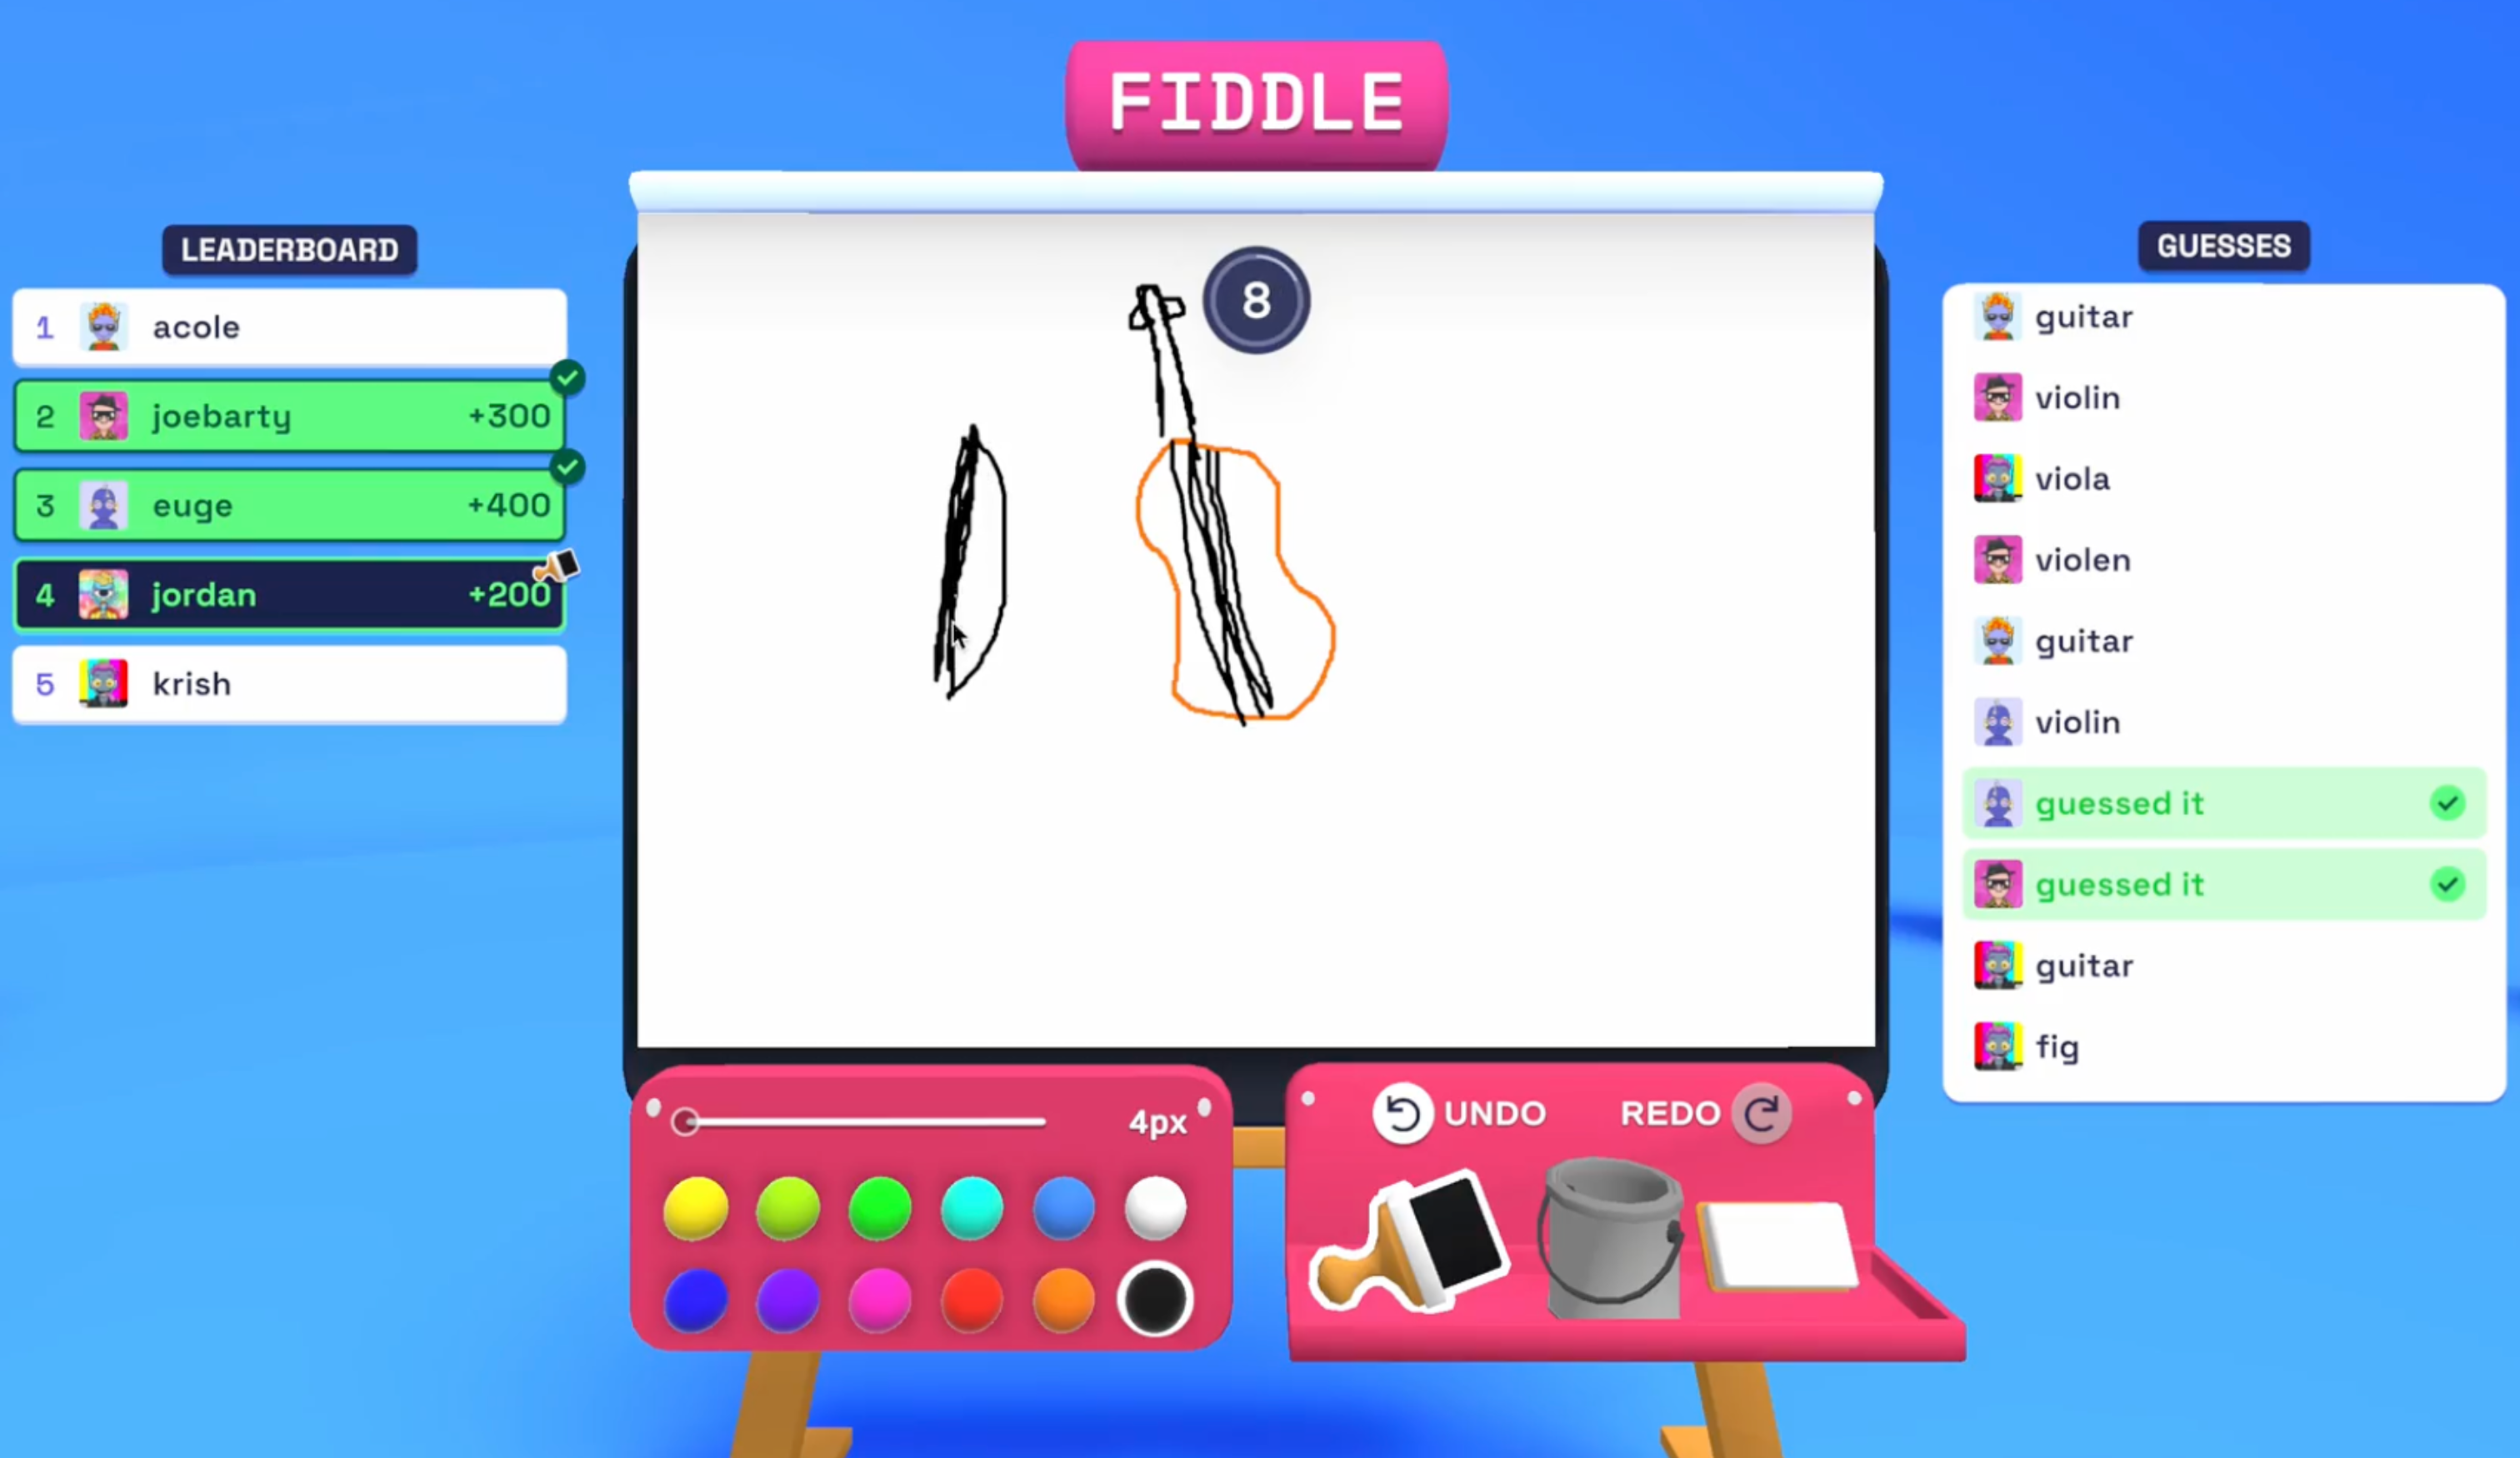 FIDDLE
LEADERBOARD
1 acole
2 joebarty +300
3 euge +400
4 jordan +200
5 krish
8
GUESSES
guitar
violin
viola
violen
guitar
violin
guessed it
guessed it
guitar
fig
4px
UNDO REDO